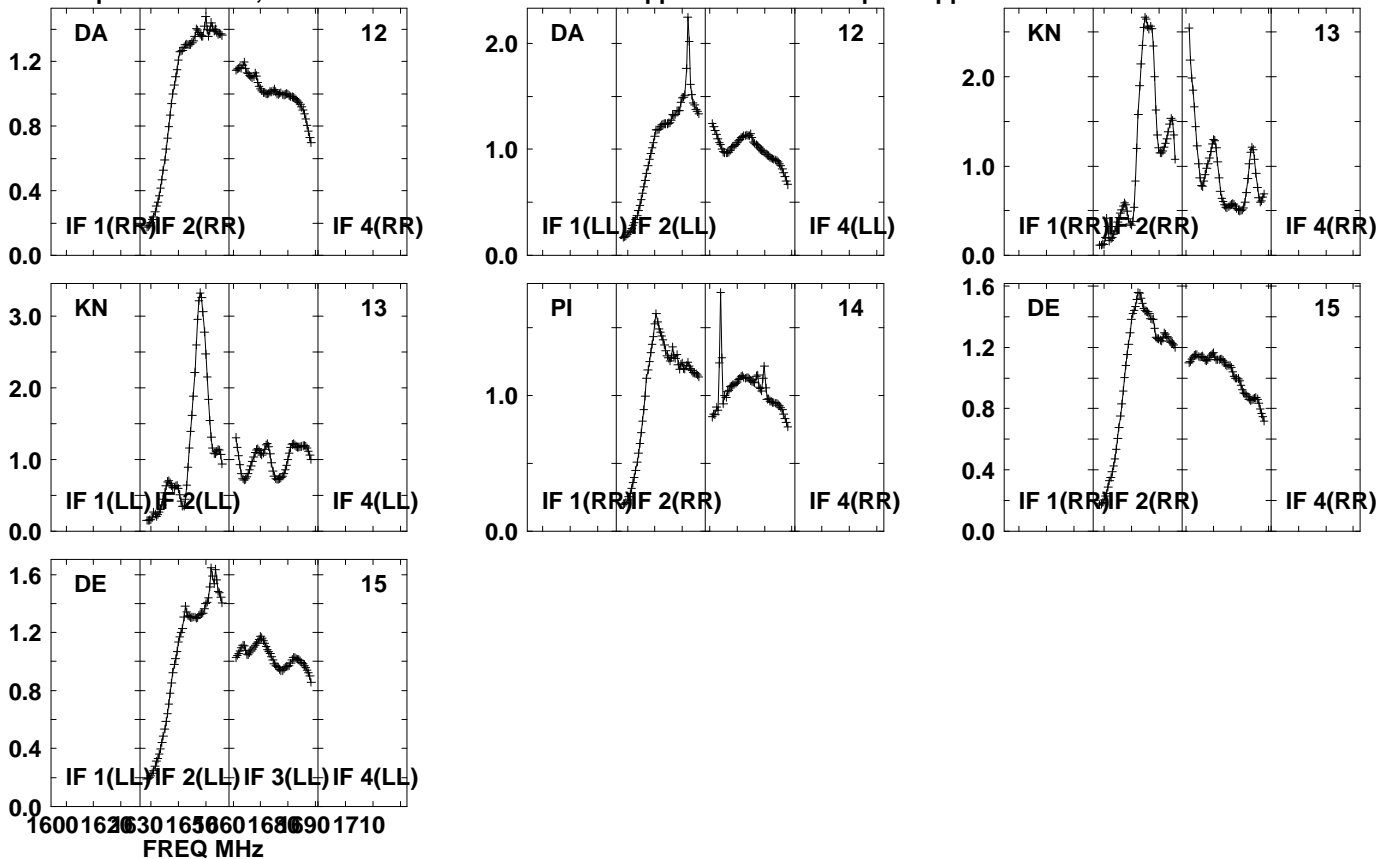 DA 12
1.2
0.8
0.4
0.0
IF 1(RR) IF 2(RR) IF 4(RR)
DA 12
2.0
1.0
0.0
IF 1(LL) IF 2(LL) IF 4(LL)
KN 13
2.0
1.0
0.0
IF 1(RR) IF 2(RR) IF 4(RR)
KN 13
3.0
2.0
1.0
0.0
IF 1(LL) IF 2(LL) IF 4(LL)
PI 14
1.0
0.0
IF 1(RR) IF 2(RR) IF 4(RR)
DE 15
1.6
1.2
0.8
0.4
0.0
IF 1(RR) IF 2(RR) IF 4(RR)
DE 15
1.6
1.2
0.8
0.4
0.0
IF 1(LL) IF 2(LL) IF 3(LL) IF 4(LL)
1600 1620 1630 1650 1660 1680 1690 1710
FREQ MHz